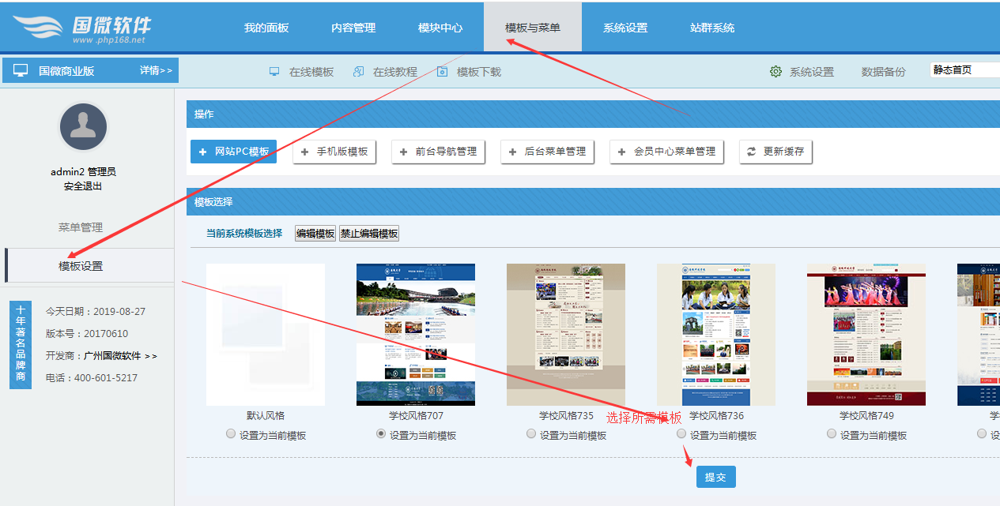 国微软件
www.php168.net
我的面板 内容管理 模块中心 模板与菜单 系统设置 站群系统
国微商业版 详情>>
在线模板 在线教程 模板下载 系统设置 数据备份 静态首页
操作
网站PC模板 手机版模板 前台导航管理 后台菜单管理 会员中心菜单管理 更新缓存
admin2 管理员
安全退出
模板选择
菜单管理
当前系统模板选择 编辑模板 禁止编辑模板
模板设置
十年著名品牌商
今天日期：2019-08-27
版本号：20170610
开发商：广州国微软件 >>
电话：400-601-5217
默认风格 学校风格707 学校风格735 学校风格736 学校风格749 学
选择所需模板
设置为当前模板 设置为当前模板 设置为当前模板 设置为当前模板 设置为当前模板 设
提交